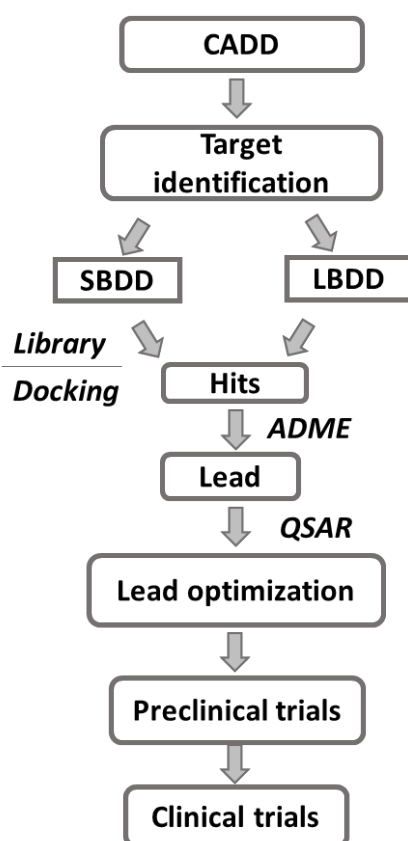 CADD
Target
identification
SBDD
LBDD
Library
Docking
Hits
ADME
Lead
QSAR
Lead optimization
Preclinical trials
Clinical trials